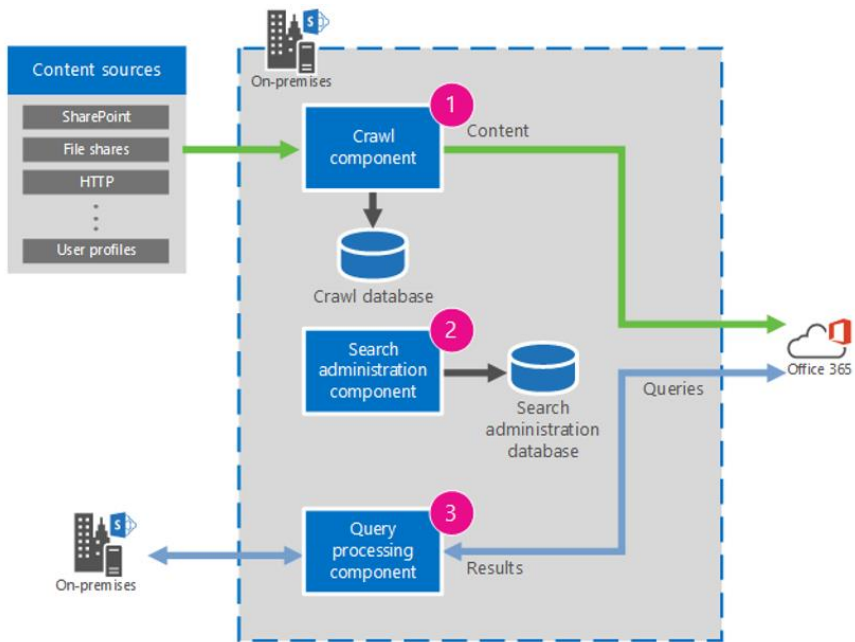 On-premises
Content sources
SharePoint
File shares
HTTP
User profiles
1
Crawl
component
Content
Crawl database
2
Search
administration
component
Search
administration
database
S
Office 365
Queries
3
Query
processing
component
Results
S
On-premises